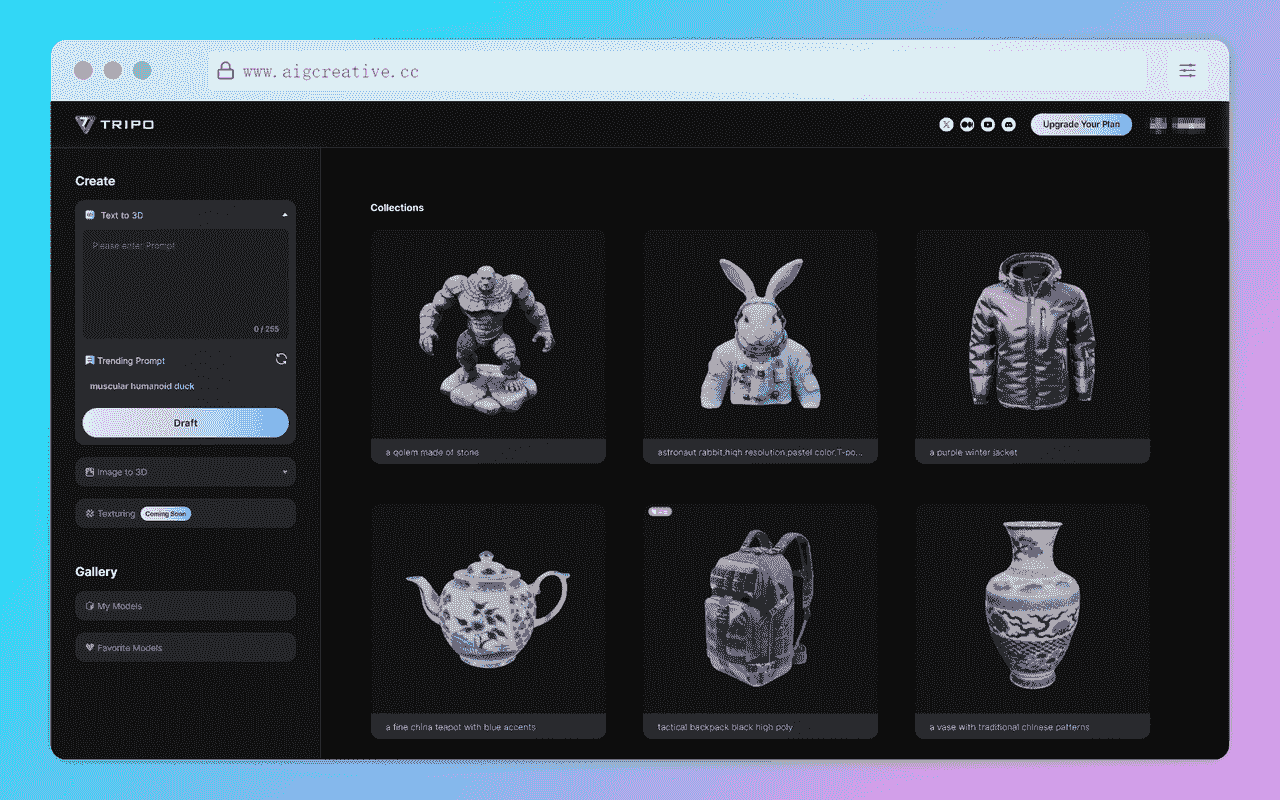 www.aigcreative.cc
TRIPO
Upgrade Your Plan
Create
Text to 3D
Please enter Prompt
0 / 255
Trending Prompt
muscular humanoid duck
Draft
Image to 3D
Texturing
Coming Soon
Gallery
My Models
Favorite Models
Collections
a golem made of stone
astronaut rabbit,high resolution,pastel color,T-po...
a purple winter jacket
a fine china teapot with blue accents
tactical backpack black high poly
a vase with traditional chinese patterns